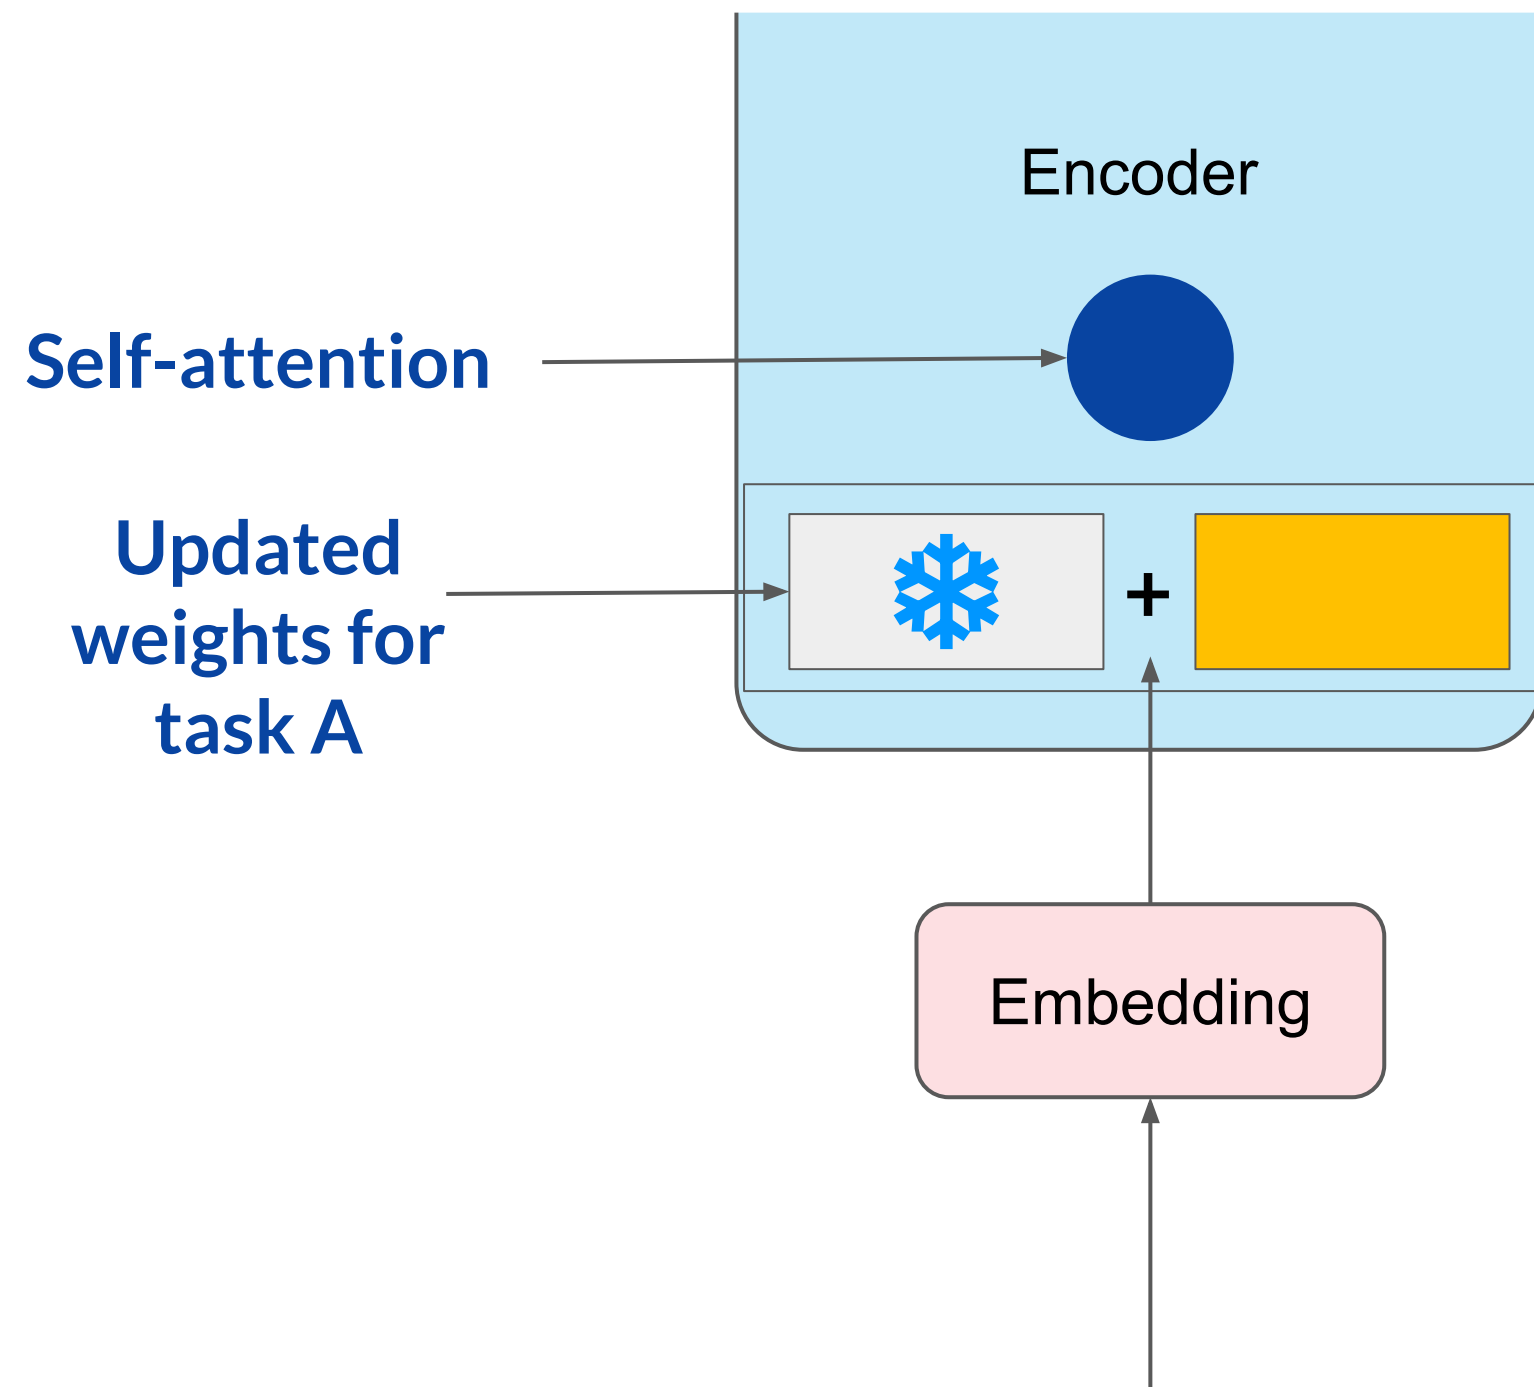 Encoder
Self-attention
Updated
weights for
task A
+
Embedding